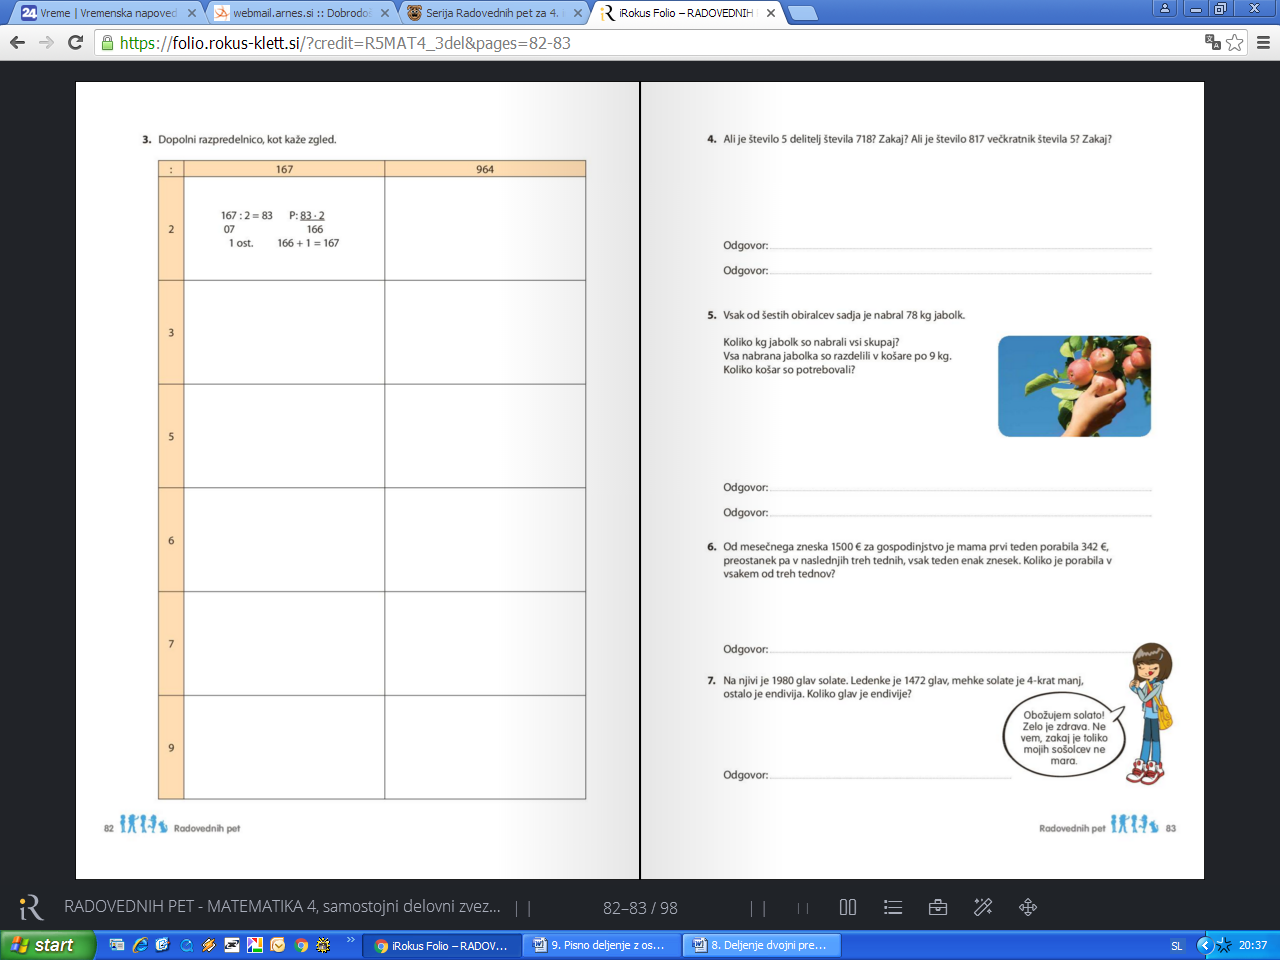 Vreme | Vremenska napoved
webmail.arnes.si :: Dobrodoš
Serija Radovednih pet za 4.
iRokus Folio – RADOVEDNIH
https://folio.rokus-klett.si/?credit=R5MAT4_3del&pages=82-83
3. Dopolni razpredelnico, kot kaže zgled.
: 167 964
2
167 : 2 = 83 P: 83 · 2
07 166
1 ost. 166 + 1 = 167
3
5
6
7
9
82 Radovednih pet
4. Ali je število 5 delitelj števila 718? Zakaj? Ali je število 817 večkratnik števila 5? Zakaj?
Odgovor:
Odgovor:
5. Vsak od šestih obiralcev sadja je nabral 78 kg jabolk.
Koliko kg jabolk so nabrali vsi skupaj?
Vsa nabrana jabolka so razdelili v košare po 9 kg.
Koliko košar so potrebovali?
Odgovor:
Odgovor:
6. Od mesečnega zneska 1500 € za gospodinjstvo je mama prvi teden porabila 342 €,
preostanek pa v naslednjih treh tednih, vsak teden enak znesek. Koliko je porabila v
vsakem od treh tednov?
Odgovor:
7. Na njivi je 1980 glav solate. Ledenke je 1472 glav, mehke solate je 4-krat manj,
ostalo je endivija. Koliko glav je endivije?
Obožujem solato!
Zelo je zdrava. Ne
vem, zakaj je toliko
mojih sošolcev ne
mara.
Odgovor:
Radovednih pet 83
RADOVEDNIH PET - MATEMATIKA 4, samostojni delovni zvez...
82–83 / 98
start
iRokus Folio – RADOV...
9. Pisno deljenje z os...
8. Deljenje dvojni pre...
SL
20:37